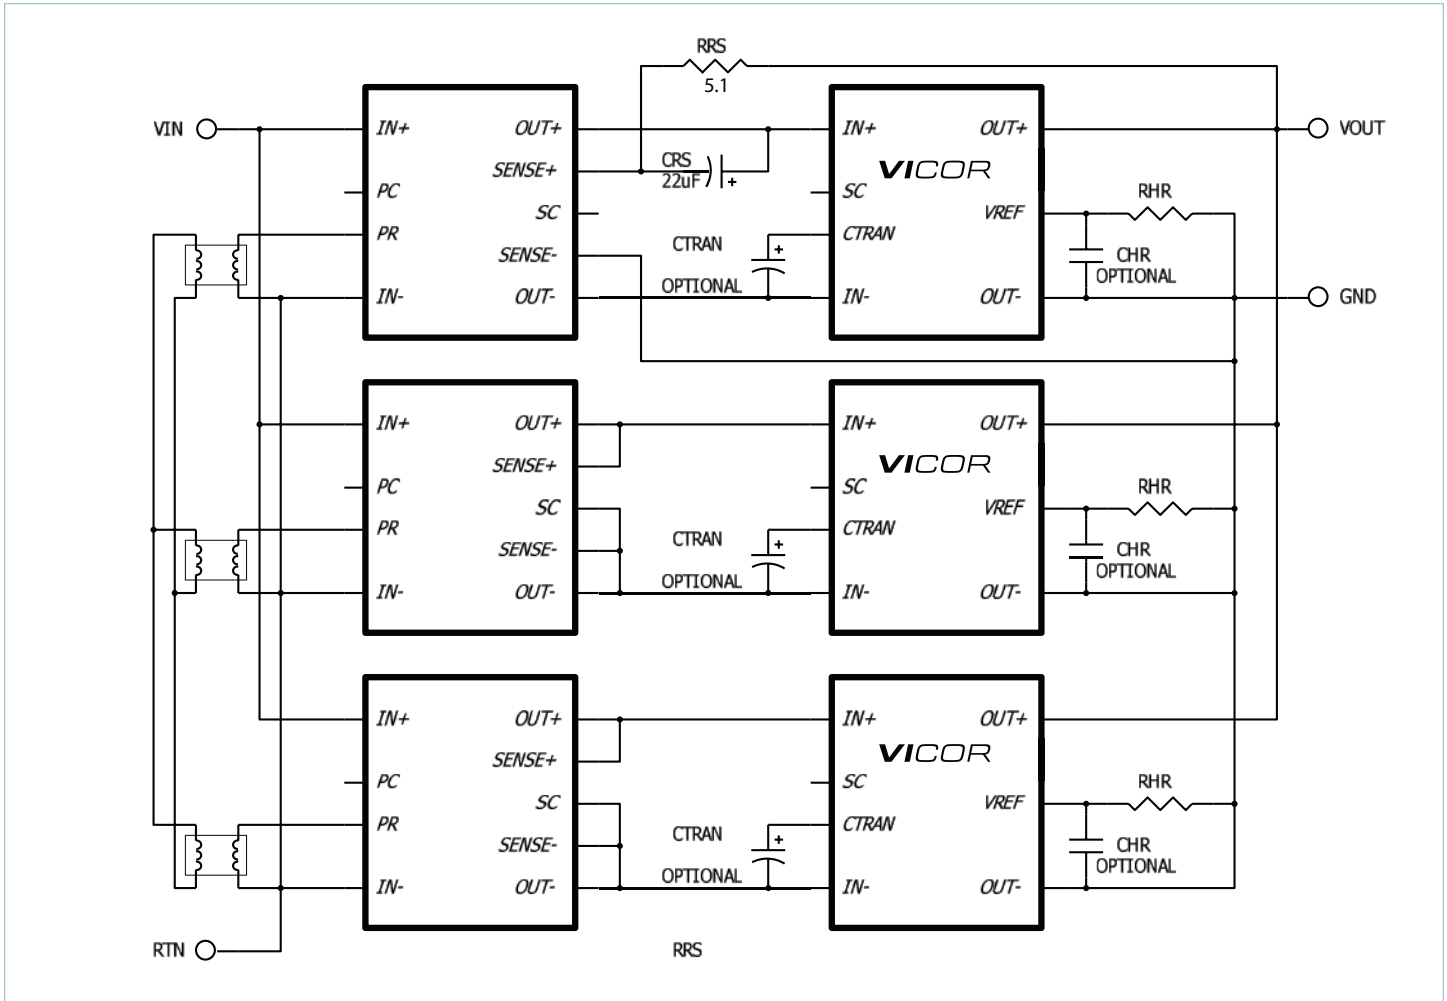 RRS
5.1
VIN
IN+
OUT+
IN+
OUT+
VOUT
CRS
22uF
+
SENSE+
VICOR
PC
SC
RHR
SC
VREF
PR
CTRAN
+
CTRAN
SENSE-
CHR
OPTIONAL
IN-
OUT-
OPTIONAL
IN-
OUT-
GND
IN+
OUT+
IN+
OUT+
SENSE+
VICOR
PC
SC
RHR
SC
VREF
PR
CTRAN
+
CTRAN
SENSE-
CHR
OPTIONAL
IN-
OUT-
OPTIONAL
IN-
OUT-
IN+
OUT+
IN+
OUT+
SENSE+
VICOR
PC
SC
RHR
SC
VREF
PR
CTRAN
+
CTRAN
SENSE-
CHR
OPTIONAL
IN-
OUT-
OPTIONAL
IN-
OUT-
RTN
RRS